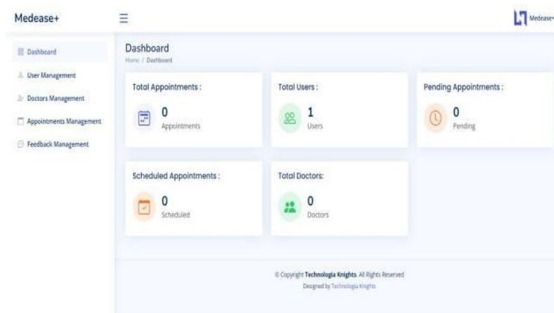 Medease+
Medease+
Dashboard
User Management
Doctors Management
Appointments Management
Feedback Management
Dashboard
Home / Dashboard
Total Appointments :
0
Appointments
Total Users :
1
Users
Pending Appointments :
0
Pending
Scheduled Appointments :
0
Scheduled
Total Doctors:
0
Doctors
© Copyright Technologia Knights. All Rights Reserved
Designed by Technologia Knights